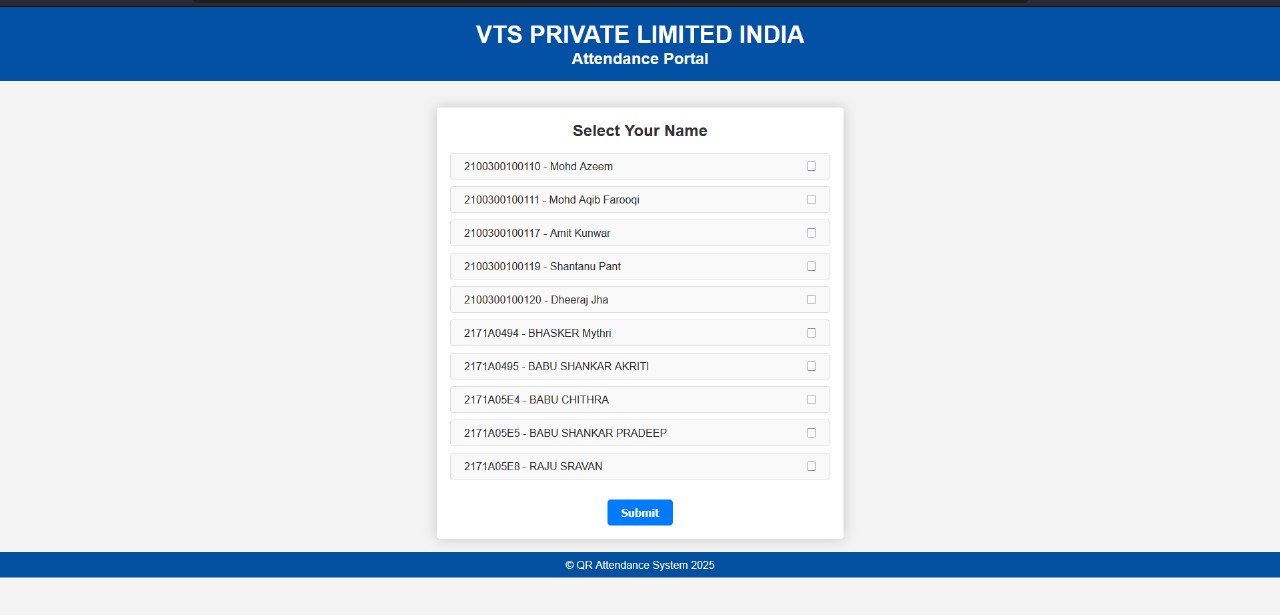 VTS PRIVATE LIMITED INDIA
Attendance Portal
Select Your Name
2100300100110 - Mohd Azeem
2100300100111 - Mohd Aqib Farooqi
2100300100117 - Amit Kunwar
2100300100119 - Shantanu Pant
2100300100120 - Dheeraj Jha
2171A0494 - BHASKER Mythri
2171A0495 - BABU SHANKAR AKRITI
2171A05E4 - BABU CHITHRA
2171A05E5 - BABU SHANKAR PRADEEP
2171A05E8 - RAJU SRAVAN
Submit
© QR Attendance System 2025